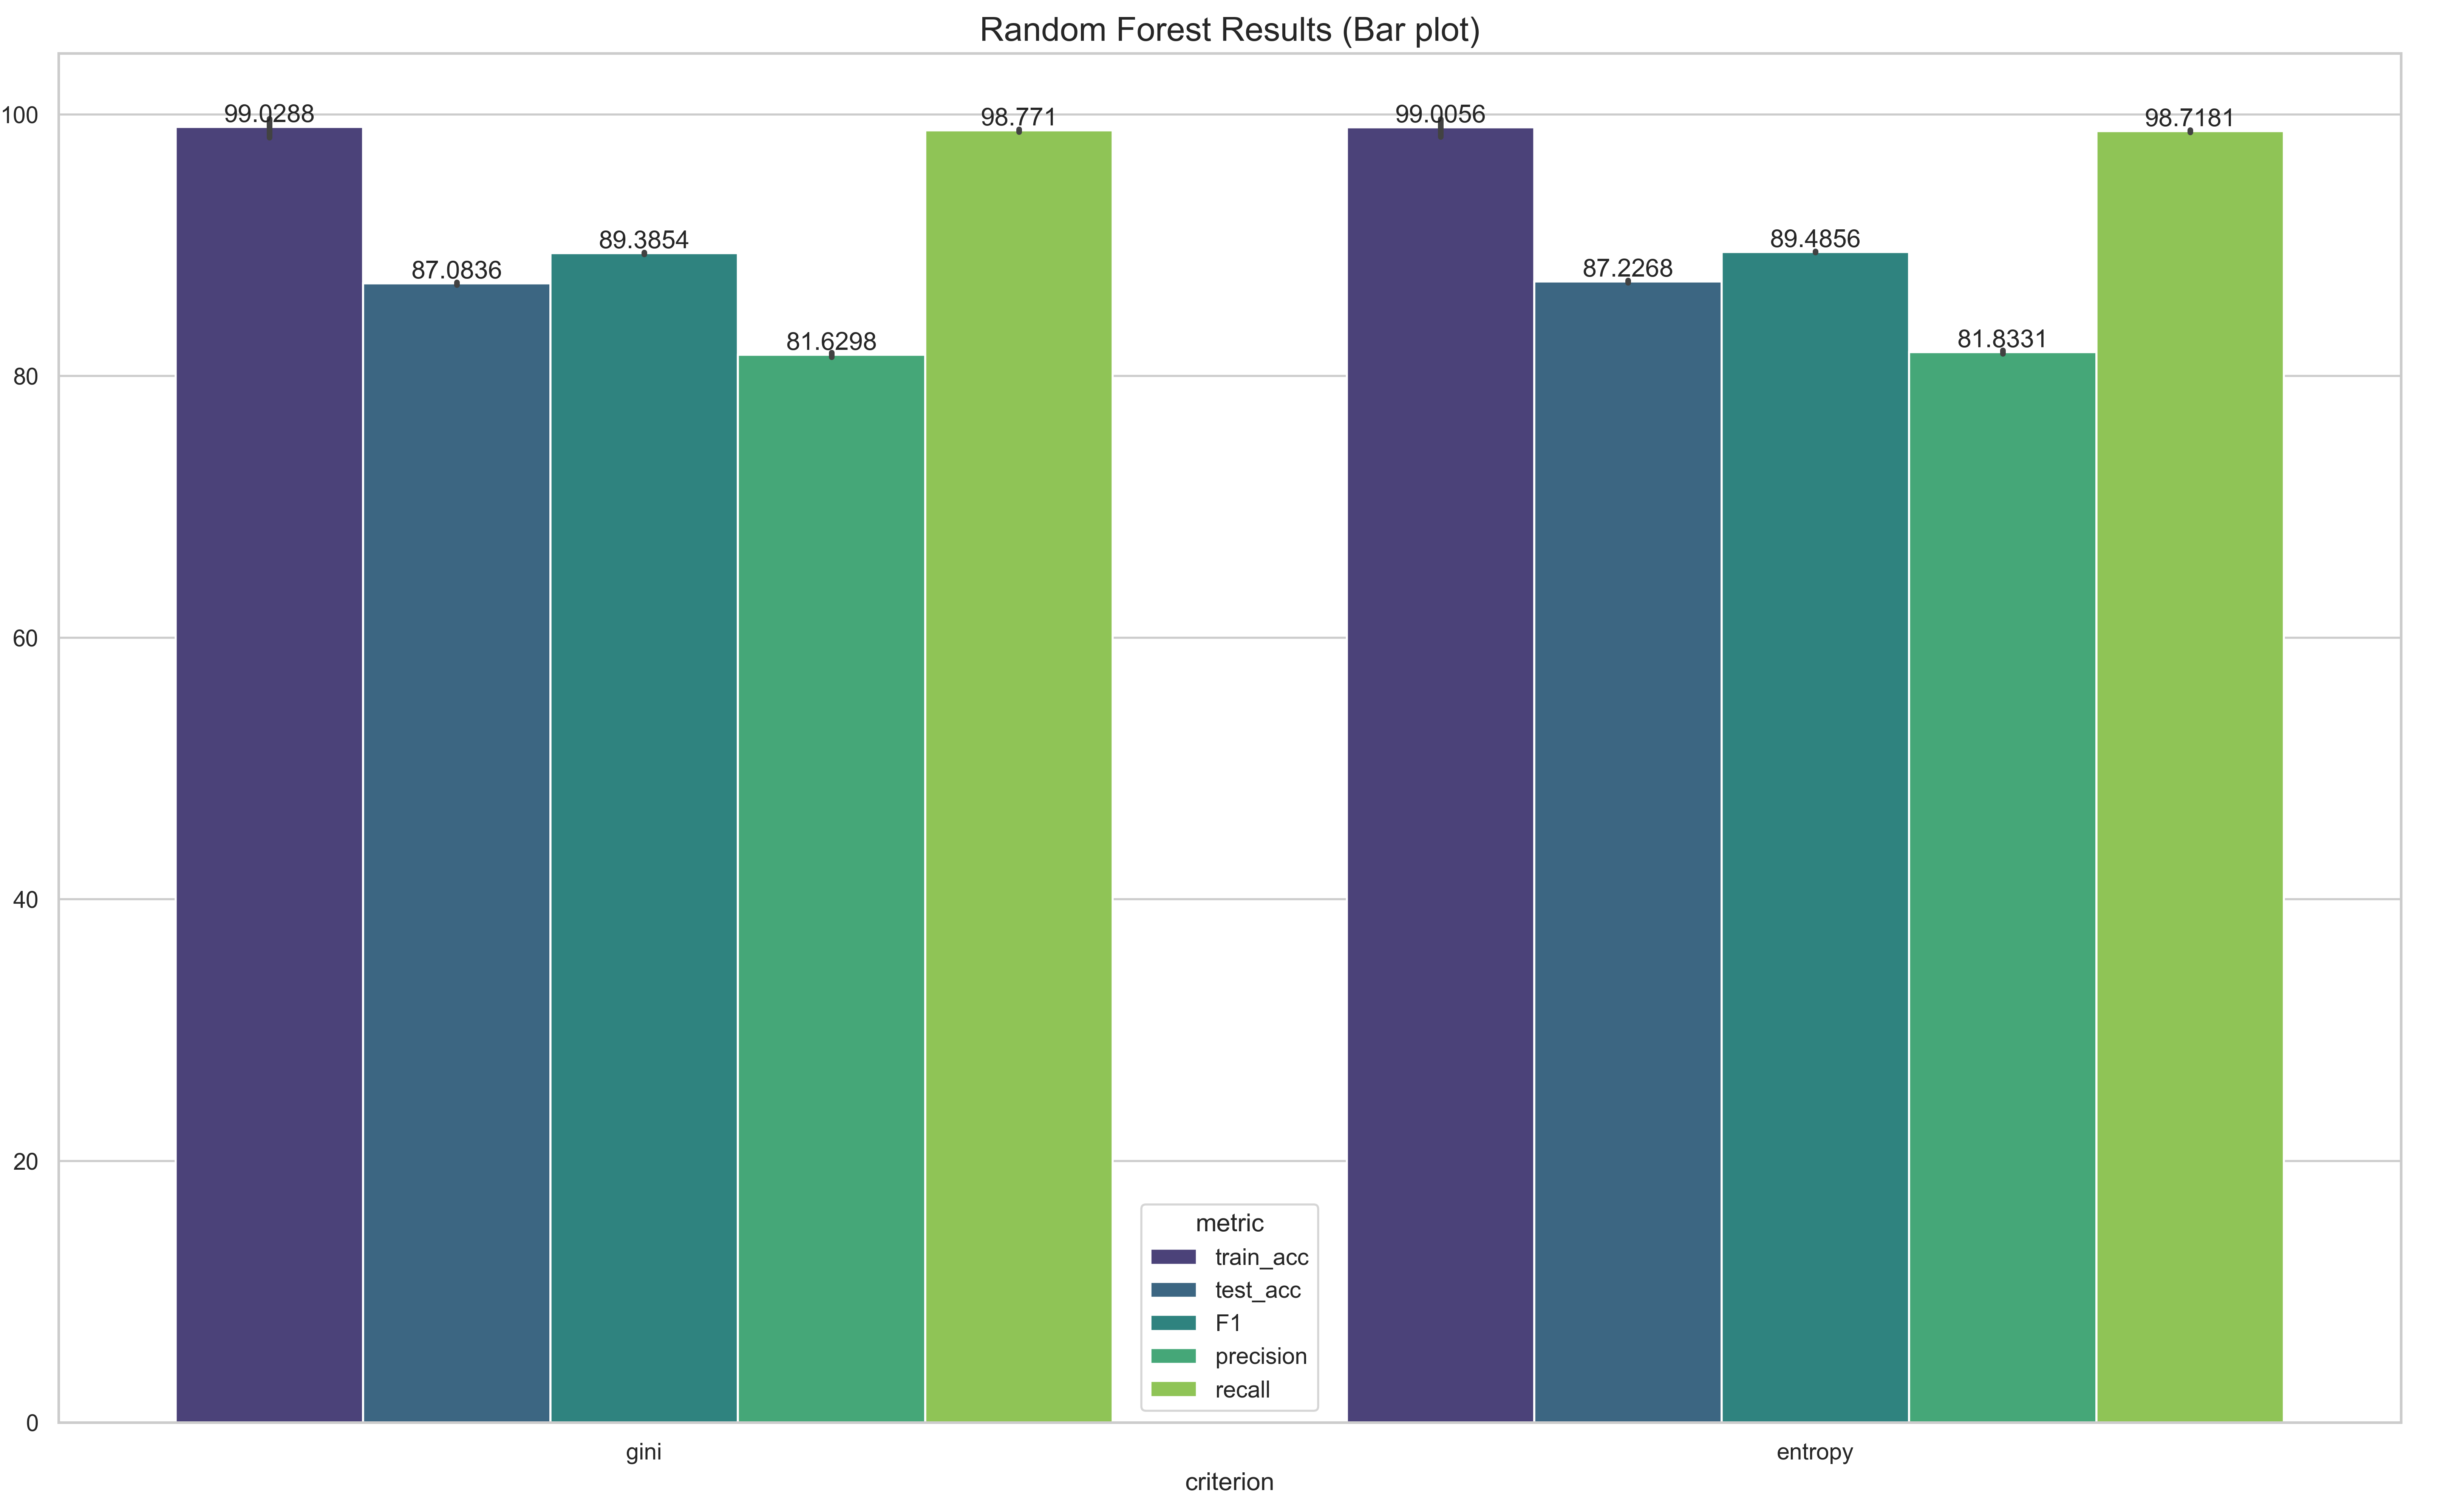 Random Forest Results (Bar plot)
100
80
60
40
20
0
99.0288
87.0836
89.3854
81.6298
98.771
99.0056
87.2268
89.4856
81.8331
98.7181
metric
train_acc
test_acc
F1
precision
recall
gini
entropy
criterion